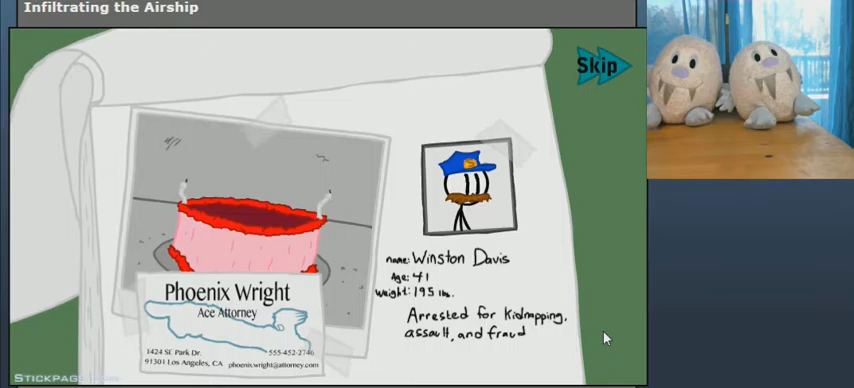 Infiltrating the Airship
Skip
name: Winston Davis
Age: 41
Weight: 195 lbs.
Arrested for kidnapping,
assault, and fraud
Phoenix Wright
Ace Attorney
1424 SE Park Dr.
555-452-2746
91301 Los Angeles, CA
phoenix.wright@attorney.com